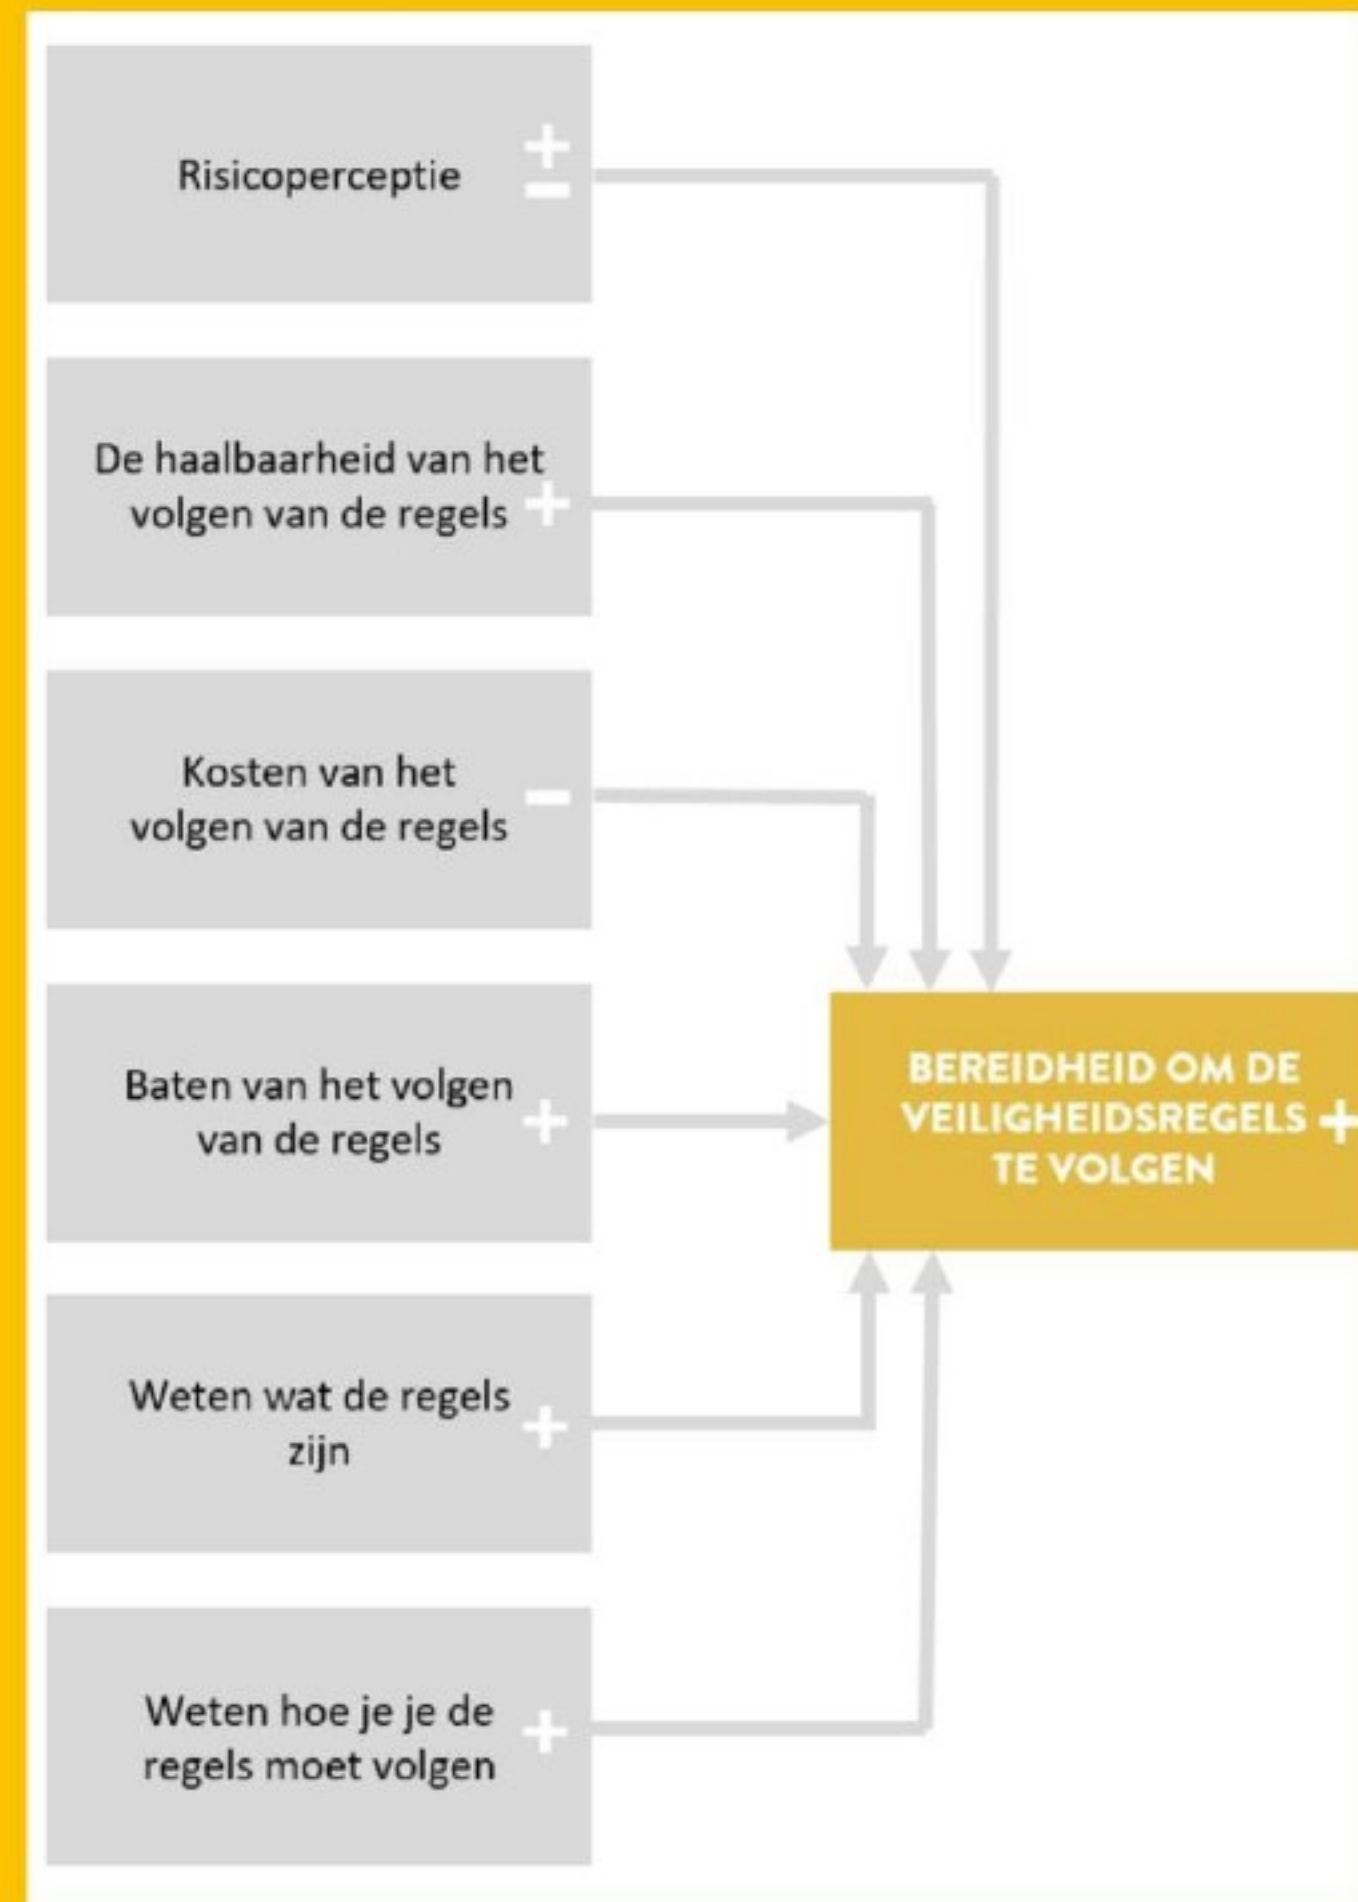 Risicoperceptie
+
−
De haalbaarheid van het
volgen van de regels +
Kosten van het
volgen van de regels −
Baten van het volgen
van de regels +
Weten wat de regels
zijn +
Weten hoe je je de
regels moet volgen +
BEREIDHEID OM DE
VEILIGHEIDSREGELS +
TE VOLGEN